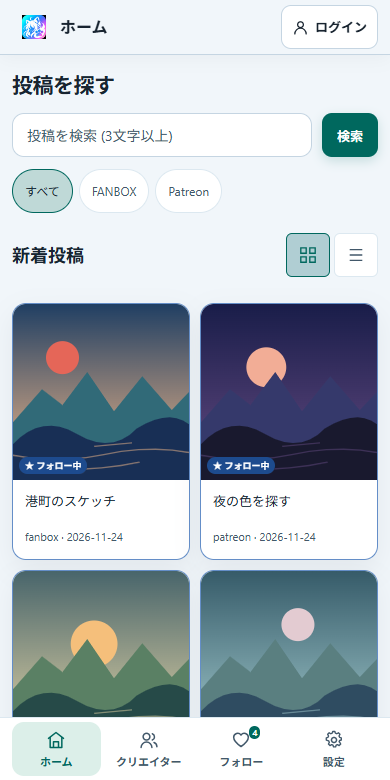 ホーム
ログイン
投稿を探す
投稿を検索 (3文字以上)
検索
すべて
FANBOX
Patreon
新着投稿
★ フォロー中
★ フォロー中
港町のスケッチ
夜の色を探す
fanbox · 2026-11-24
patreon · 2026-11-24
4
ホーム
クリエイター
フォロー
設定